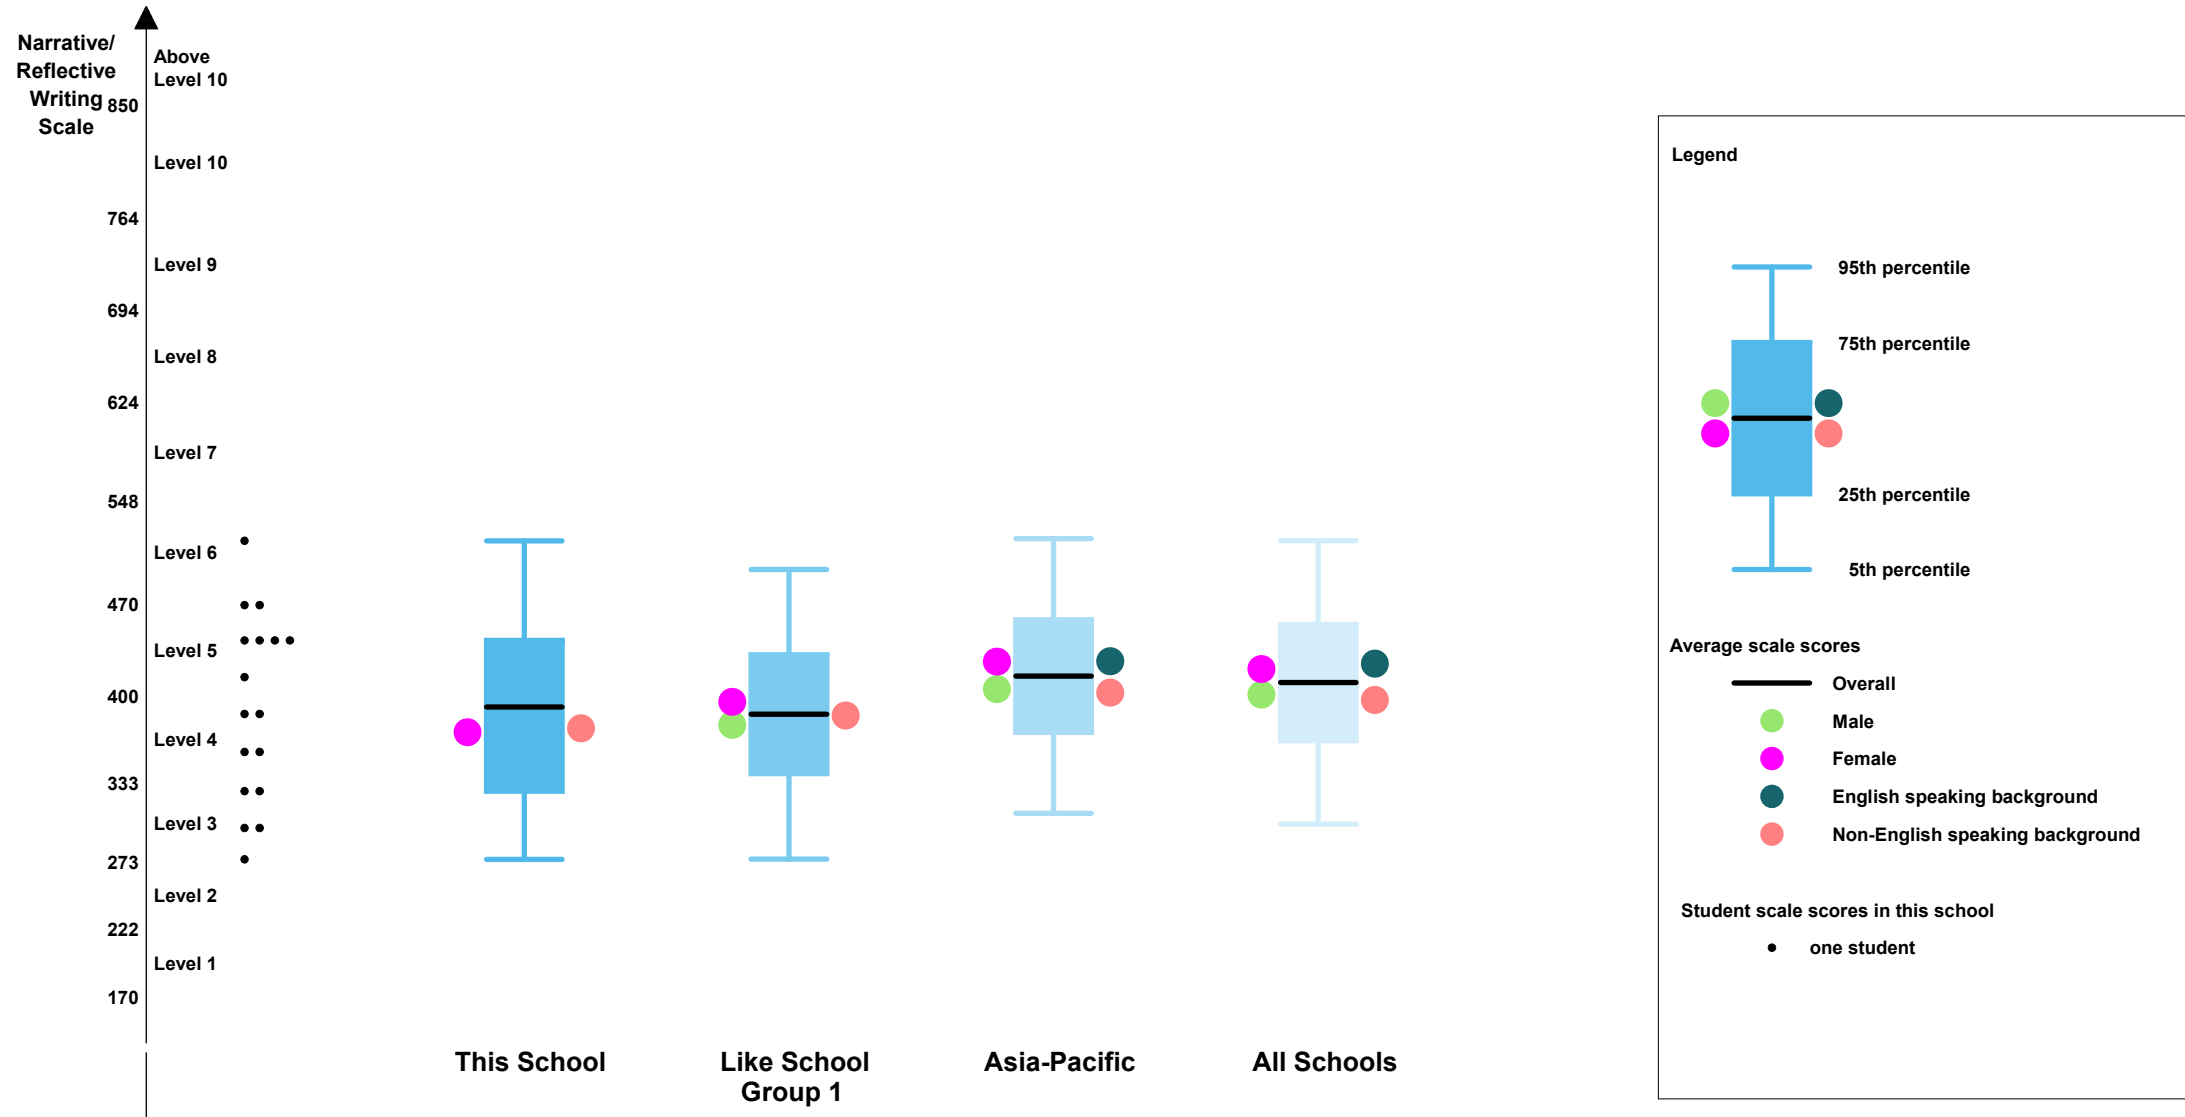 Narrative/
Reflective
Writing
Scale
Above
Level 10
850
Level 10
764
Level 9
694
Level 8
624
Level 7
548
Level 6
470
Level 5
400
Level 4
333
Level 3
273
Level 2
222
Level 1
170
This School
Like School
Group 1
Asia-Pacific
All Schools
Legend
95th percentile
75th percentile
25th percentile
5th percentile
Average scale scores
Overall
Male
Female
English speaking background
Non-English speaking background
Student scale scores in this school
one student